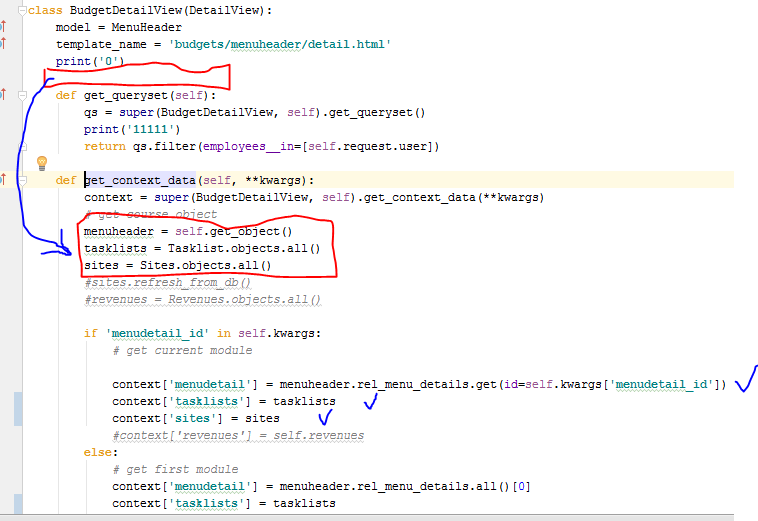 class BudgetDetailView(DetailView):
    model = MenuHeader
    template_name = 'budgets/menuheader/detail.html'
    print('0')
    def get_queryset(self):
        qs = super(BudgetDetailView, self).get_queryset()
        print('11111')
        return qs.filter(employees__in=[self.request.user])
    def get_context_data(self, **kwargs):
        context = super(BudgetDetailView, self).get_context_data(**kwargs)
        # get course object
        menuheader = self.get_object()
        tasklists = Tasklist.objects.all()
        sites = Sites.objects.all()
        #sites.refresh_from_db()
        #revenues = Revenues.objects.all()
        if 'menudetail_id' in self.kwargs:
            # get current module
            context['menudetail'] = menuheader.rel_menu_details.get(id=self.kwargs['menudetail_id'])
            context['tasklists'] = tasklists
            context['sites'] = sites
            #context['revenues'] = self.revenues
        else:
            # get first module
            context['menudetail'] = menuheader.rel_menu_details.all()[0]
            context['tasklists'] = tasklists